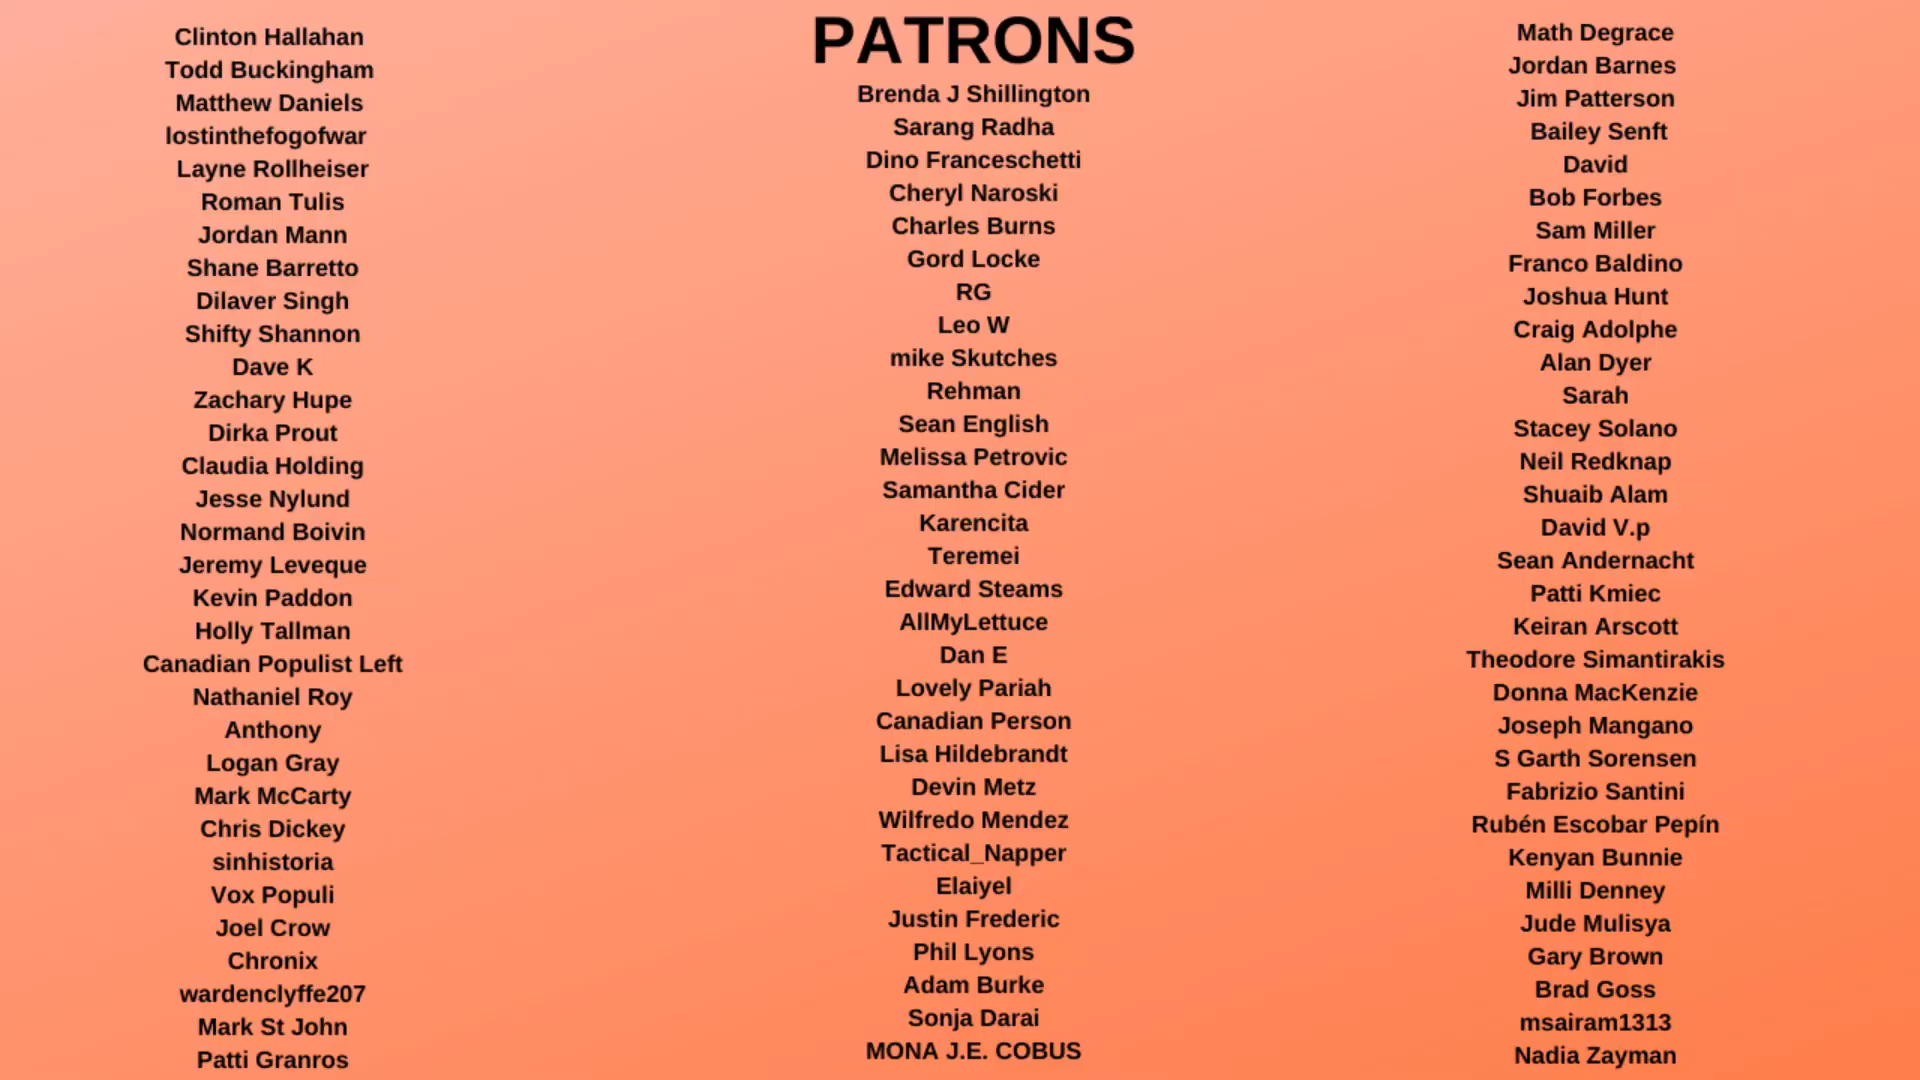 PATRONS
Clinton Hallahan
Todd Buckingham
Matthew Daniels
lostinthefogofwar
Layne Rollheiser
Roman Tulis
Jordan Mann
Shane Barretto
Dilaver Singh
Shifty Shannon
Dave K
Zachary Hupe
Dirka Prout
Claudia Holding
Jesse Nylund
Normand Boivin
Jeremy Leveque
Kevin Paddon
Holly Tallman
Canadian Populist Left
Nathaniel Roy
Anthony
Logan Gray
Mark McCarty
Chris Dickey
sinhistoria
Vox Populi
Joel Crow
Chronix
wardenclyffe207
Mark St John
Patti Granros
Brenda J Shillington
Sarang Radha
Dino Franceschetti
Cheryl Naroski
Charles Burns
Gord Locke
RG
Leo W
mike Skutches
Rehman
Sean English
Melissa Petrovic
Samantha Cider
Karencita
Teremei
Edward Steams
AllMyLettuce
Dan E
Lovely Pariah
Canadian Person
Lisa Hildebrandt
Devin Metz
Wilfredo Mendez
Tactical_Napper
Elaiyel
Justin Frederic
Phil Lyons
Adam Burke
Sonja Darai
MONA J.E. COBUS
Math Degrace
Jordan Barnes
Jim Patterson
Bailey Senft
David
Bob Forbes
Sam Miller
Franco Baldino
Joshua Hunt
Craig Adolphe
Alan Dyer
Sarah
Stacey Solano
Neil Redknap
Shuaib Alam
David V.p
Sean Andernacht
Patti Kmiec
Keiran Arscott
Theodore Simantirakis
Donna MacKenzie
Joseph Mangano
S Garth Sorensen
Fabrizio Santini
Rubén Escobar Pepín
Kenyan Bunnie
Milli Denney
Jude Mulisya
Gary Brown
Brad Goss
msairam1313
Nadia Zayman